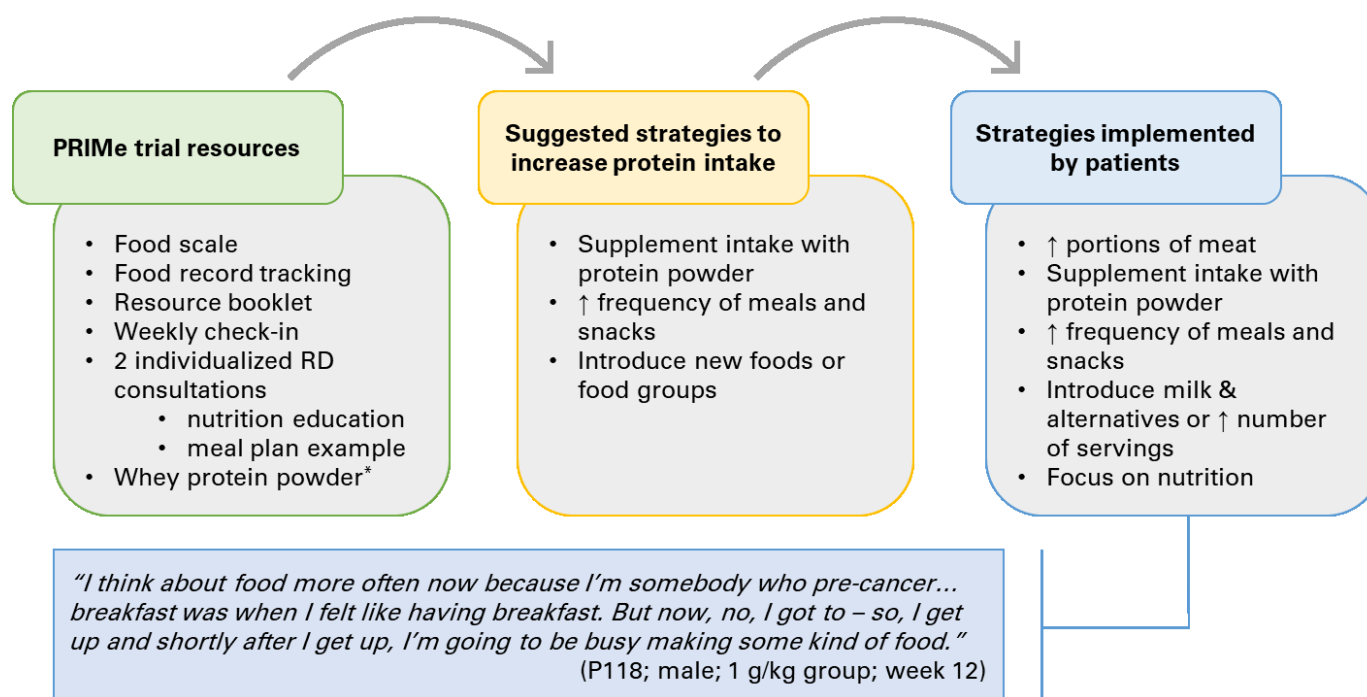 PRIMe trial resources
• Food scale
• Food record tracking
• Resource booklet
• Weekly check-in
• 2 individualized RD
consultations
• nutrition education
• meal plan example
• Whey protein powder*
Suggested strategies to
increase protein intake
• Supplement intake with
protein powder
• ↑ frequency of meals and
snacks
• Introduce new foods or
food groups
Strategies implemented
by patients
• ↑ portions of meat
• Supplement intake with
protein powder
• ↑ frequency of meals and
snacks
• Introduce milk &
alternatives or ↑ number
of servings
• Focus on nutrition
“I think about food more often now because I’m somebody who pre-cancer…
breakfast was when I felt like having breakfast. But now, no, I got to – so, I get
up and shortly after I get up, I’m going to be busy making some kind of food.”
(P118; male; 1 g/kg group; week 12)